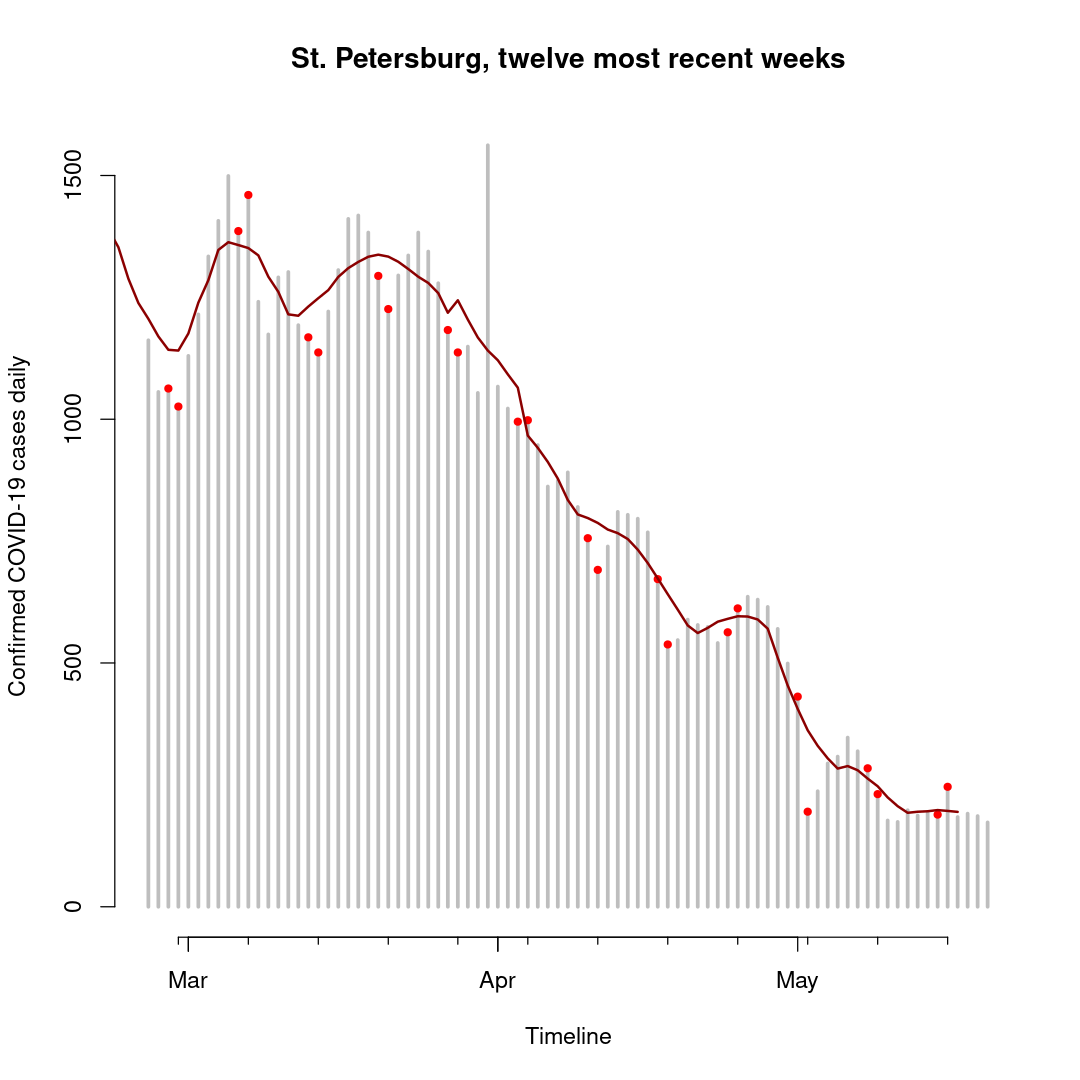 St. Petersburg, twelve most recent weeks
Confirmed COVID-19 cases daily
1500
1000
500
0
Mar Apr May
Timeline